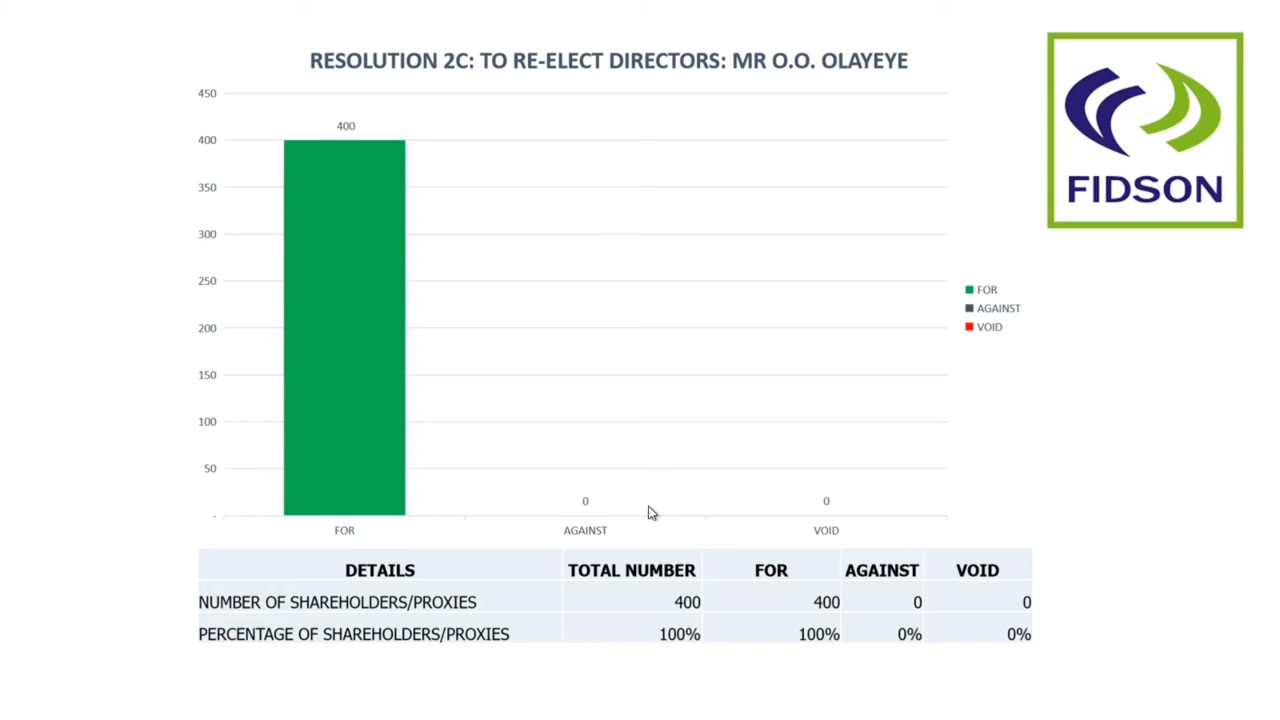 RESOLUTION 2C: TO RE-ELECT DIRECTORS: MR O.O. OLAYEYE
FIDSON
450
400
400
350
300
250
200
150
100
50
-
0
0
FOR
AGAINST
VOID
FOR AGAINST VOID
DETAILS TOTAL NUMBER FOR AGAINST VOID
NUMBER OF SHAREHOLDERS/PROXIES 400 400 0 0
PERCENTAGE OF SHAREHOLDERS/PROXIES 100% 100% 0% 0%